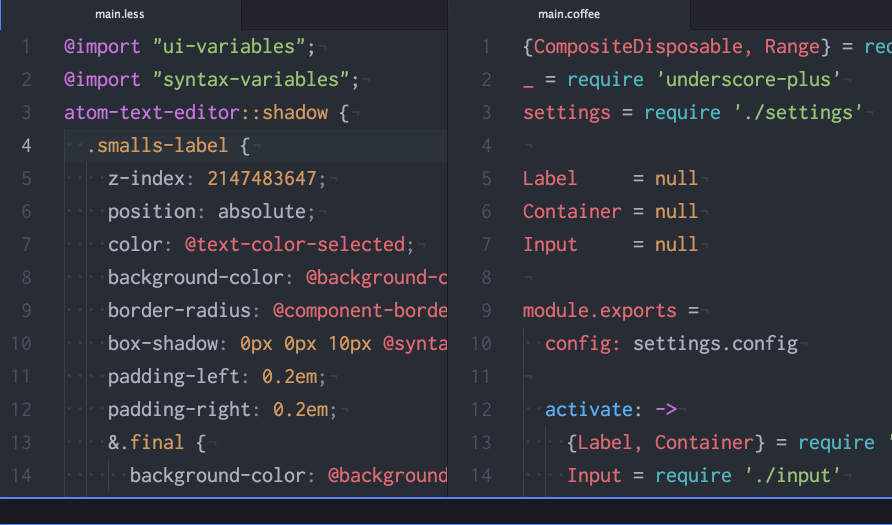 main.less
1 @import "ui-variables";¬
2 @import "syntax-variables";¬
3 atom-text-editor::shadow {¬
4 ··.smalls-label {¬
5 ····z-index: 2147483647;¬
6 ····position: absolute;¬
7 ····color: @text-color-selected;¬
8 ····background-color: @background-c
9 ····border-radius: @component-borde
10 ····box-shadow: 0px 0px 10px @synta
11 ····padding-left: 0.2em;¬
12 ····padding-right: 0.2em;¬
13 ····&.final {¬
14 ······background-color: @background
main.coffee
1 {CompositeDisposable, Range} = req
2 _ = require 'underscore-plus'¬
3 settings = require './settings'¬
4 ¬
5 Label     = null¬
6 Container = null¬
7 Input     = null¬
8 ¬
9 module.exports =¬
10 ··config: settings.config¬
11 ¬
12 ··activate: ->¬
13 ····{Label, Container} = require '
14 ····Input = require './input'¬